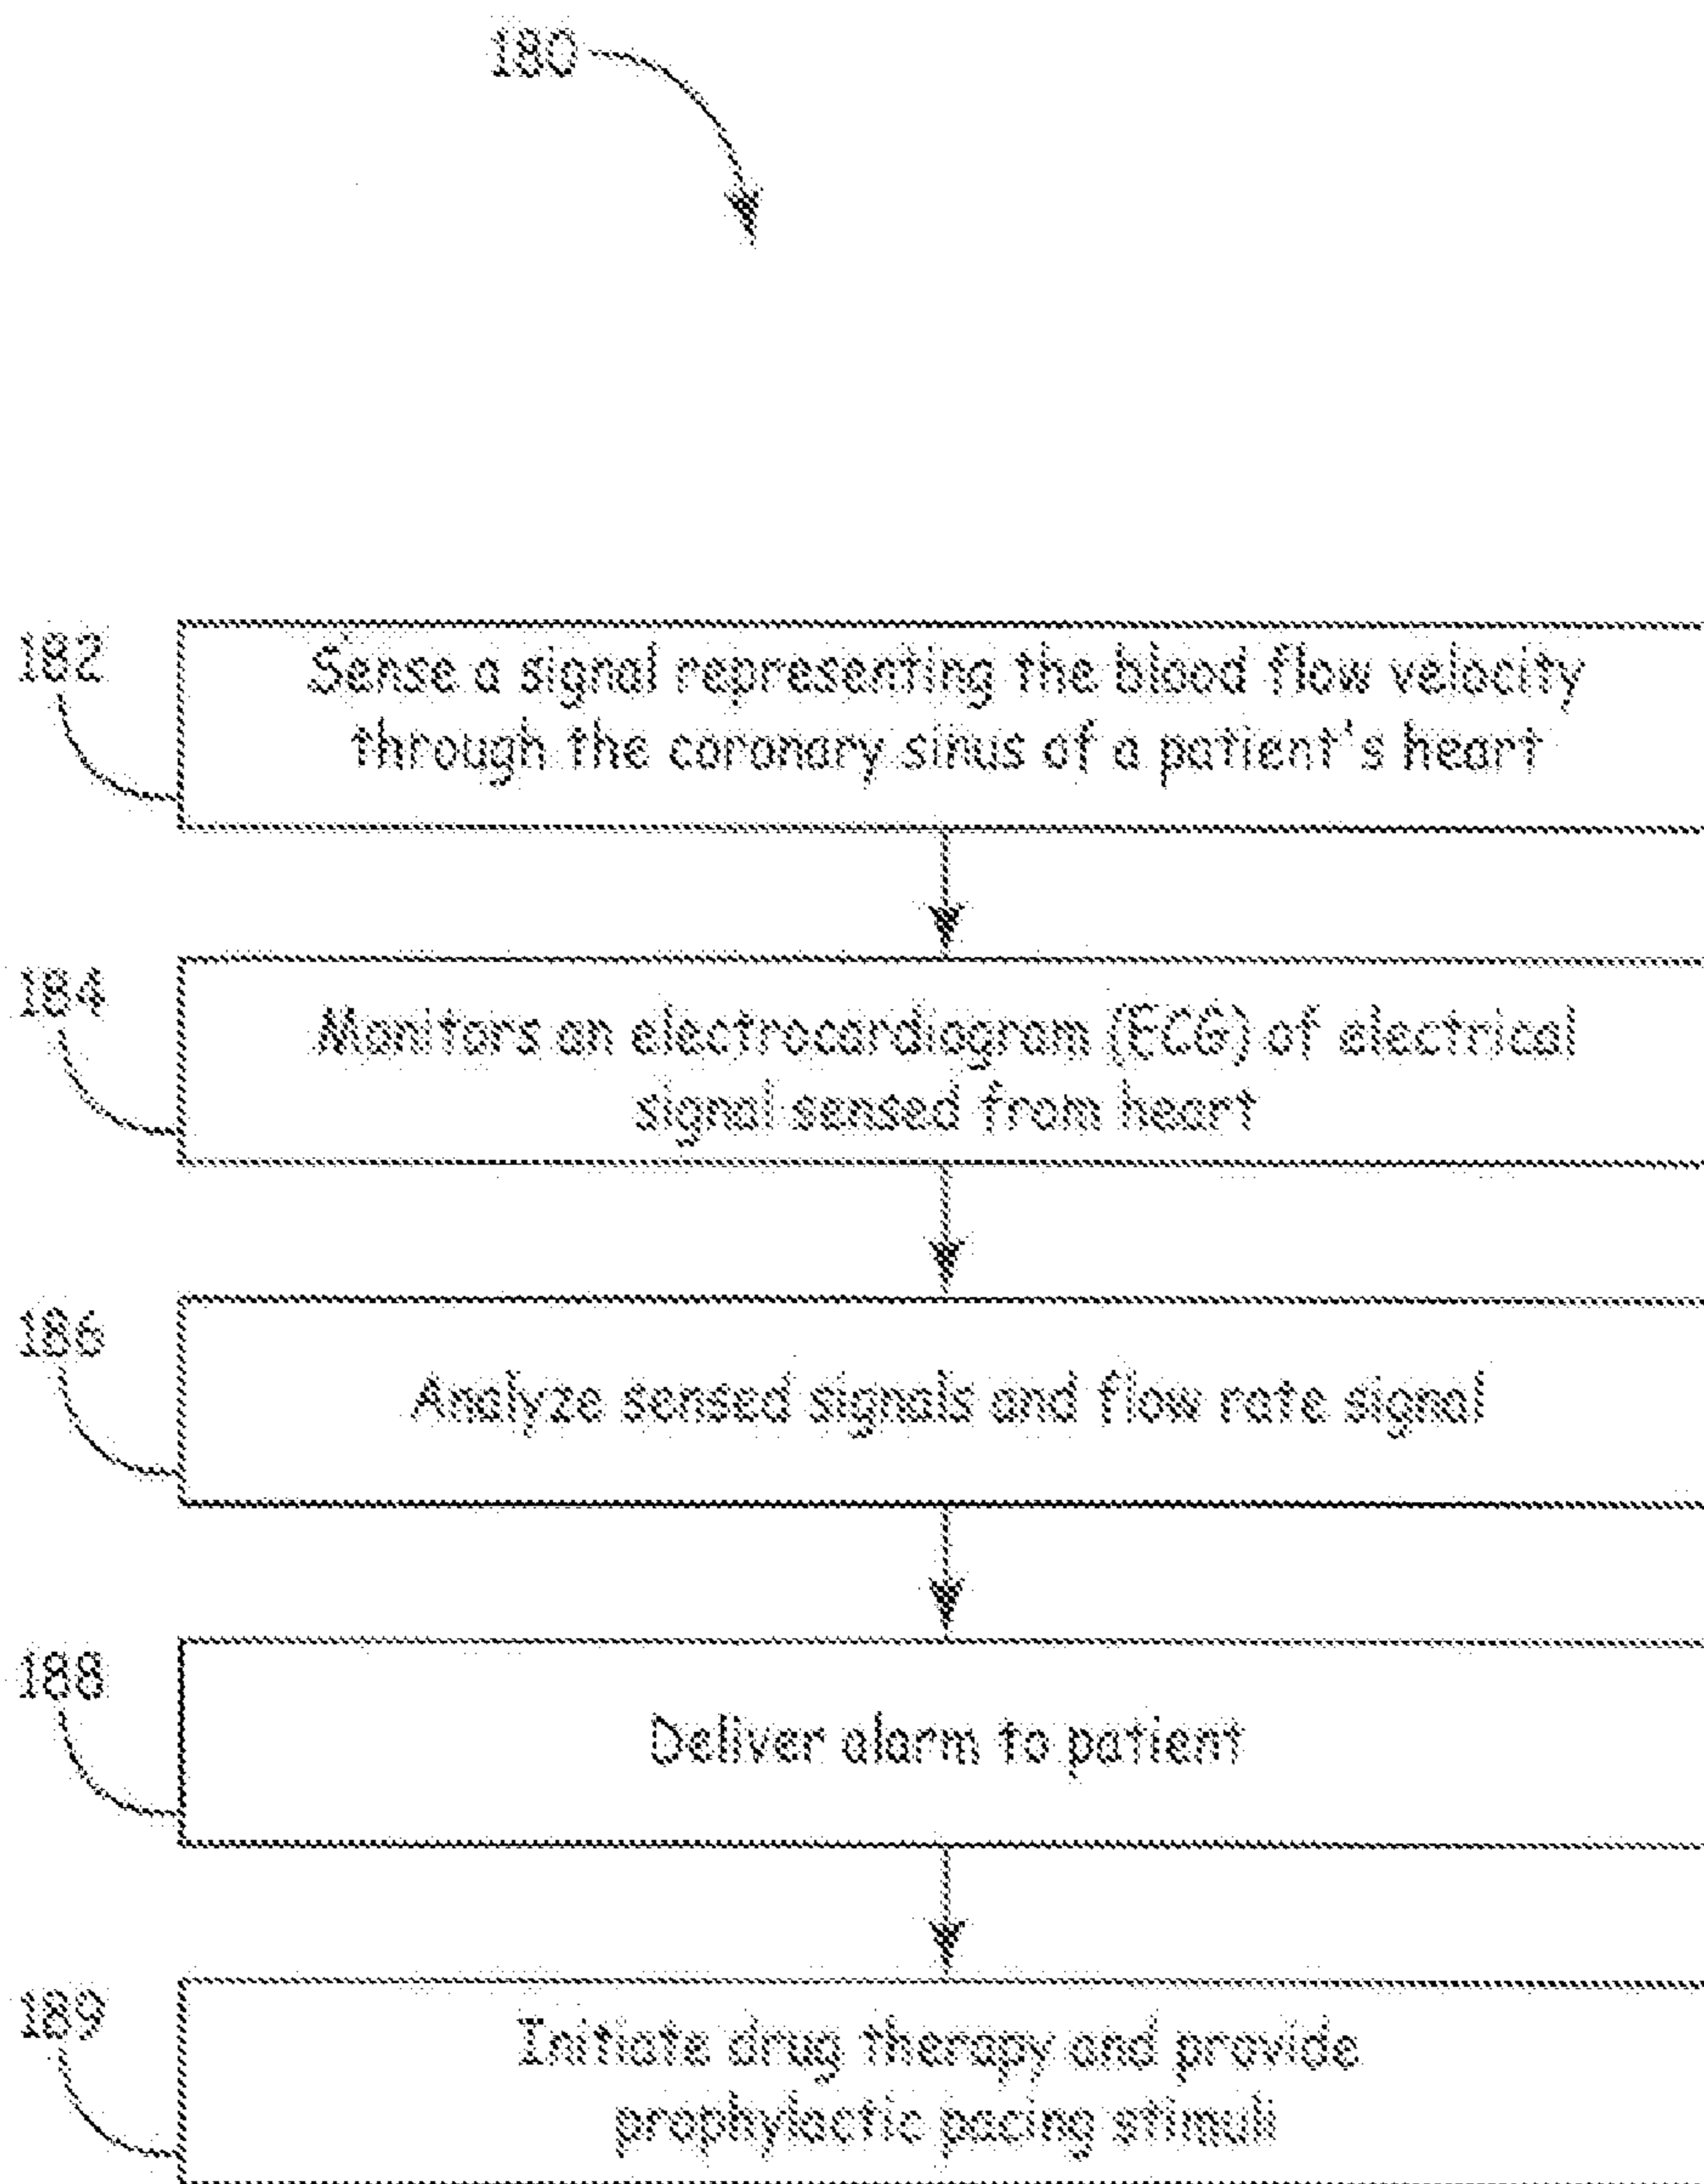 180
182
Sense a signal representing the blood flow velocity
through the coronary sinus of a patient's heart
184
Monitors an electrocardiogram (ECG) of electrical
signal sensed from heart
186
Analyze sensed signals and flow rate signal
188
Deliver alarm to patient
189
Initiate drug therapy and provide
prophylactic pacing stimuli